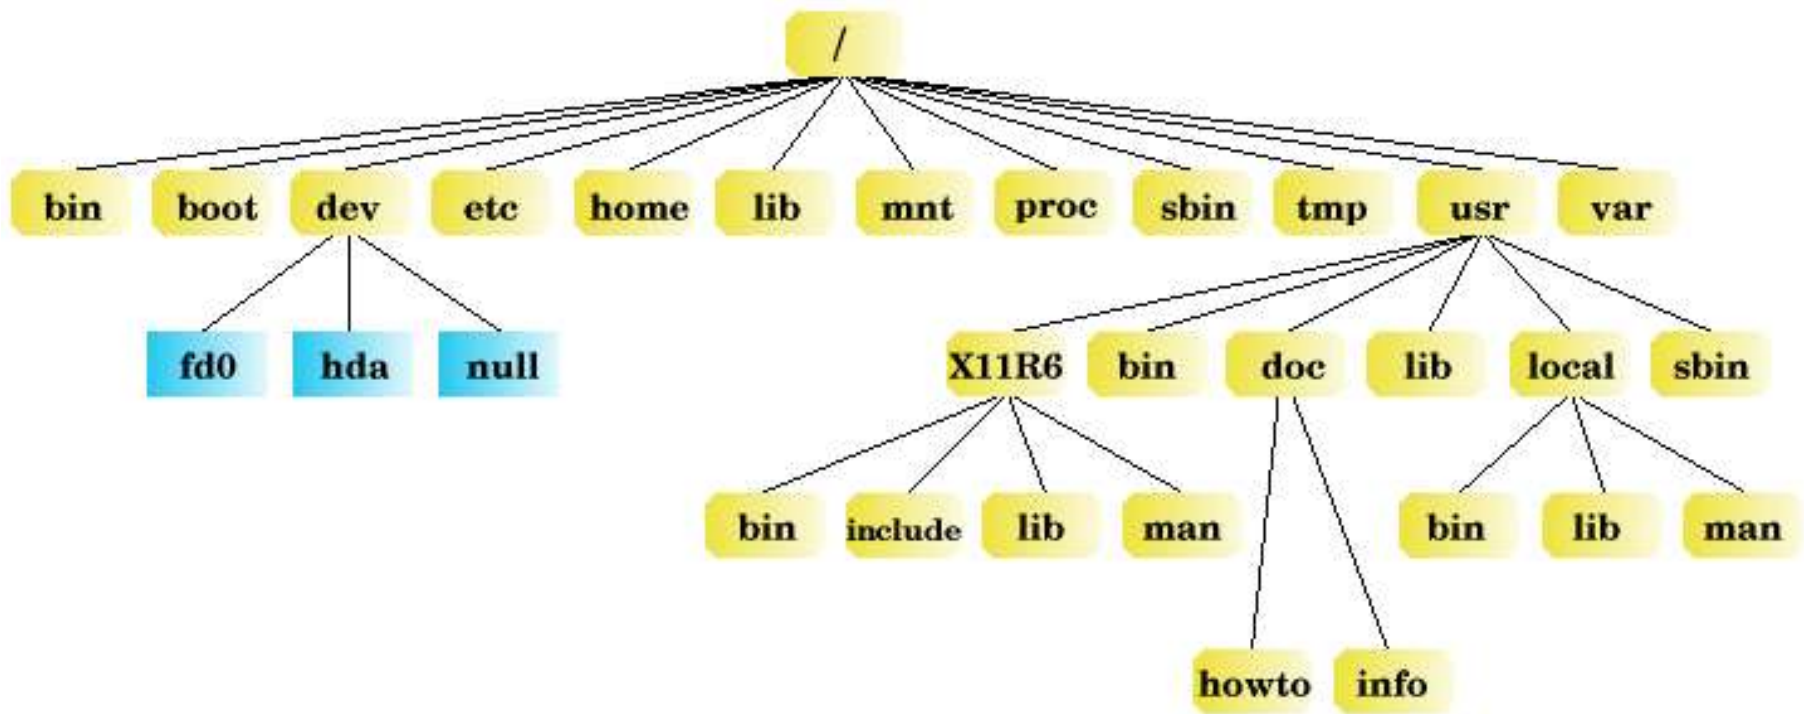 /
bin boot dev etc home lib mnt proc sbin tmp usr var
fd0 hda null X11R6 bin doc lib local sbin
bin include lib man bin lib man
howto info